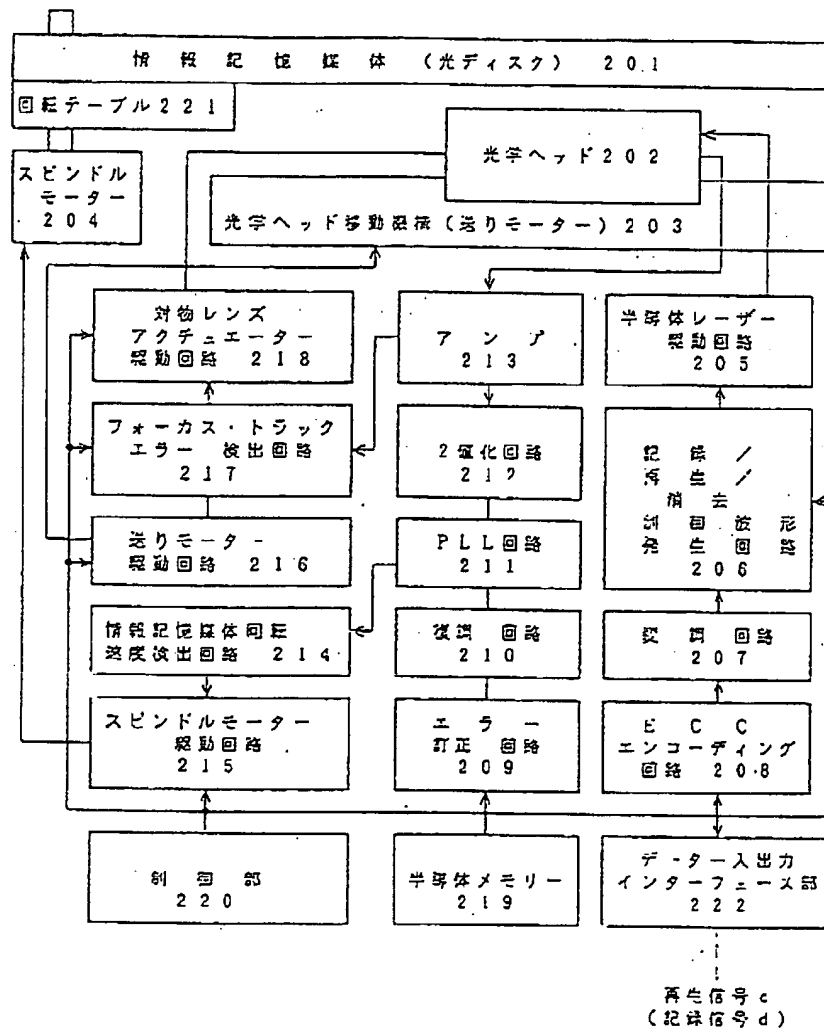 情報記憶媒体（光ディスク） 201
回転テーブル221
光学ヘッド202
スピンドル
モーター
204
光学ヘッド移動機構（送りモーター）203
対物レンズ
アクチュエーター
駆動回路 218
アンプ
213
半導体レーザー
駆動回路
205
フォーカス・トラック
エラー 検出回路
217
2値化回路
212
記録／
再生／
消去
制御波形
発生回路
206
送りモーター
駆動回路 216
PLL回路
211
情報記憶媒体回転
速度検出回路 214
復調 回路
210
変調 回路
207
スピンドルモーター
駆動回路
215
エラー
訂正 回路
209
ECC
エンコーディング
回路 208
制御部
220
半導体メモリー
219
データー入出力
インターフェース部
222
再生信号c
（記録信号d）